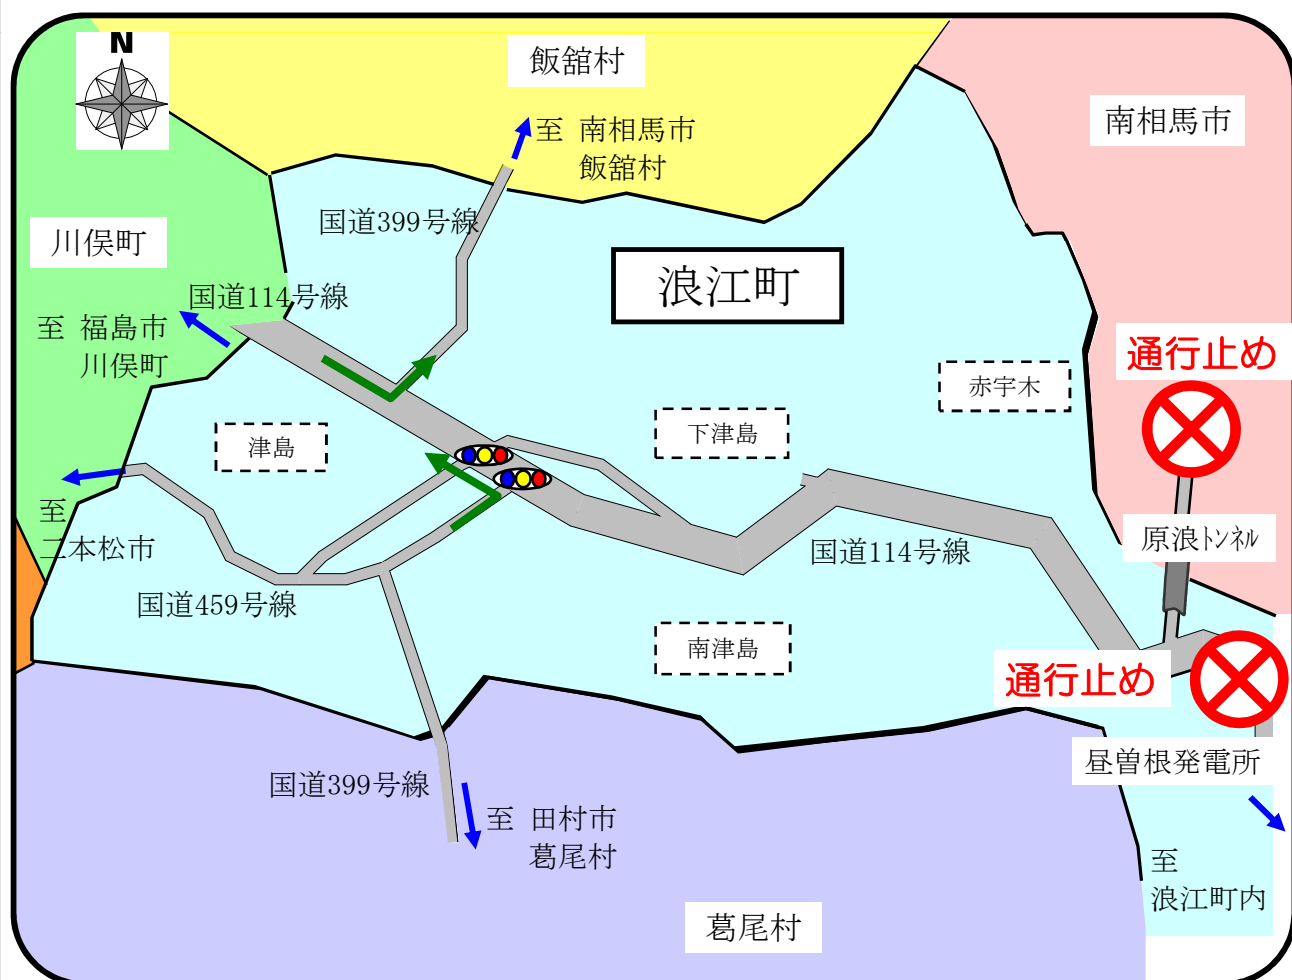 N
飯舘村
南相馬市
至 南相馬市
飯舘村
国道399号線
川俣町
浪江町
国道114号線
至 福島市
川俣町
通行止め
赤宇木
津島
下津島
至
二本松市
原浪トンネル
国道114号線
国道459号線
南津島
通行止め
昼曽根発電所
国道399号線
至 田村市
葛尾村
至
浪江町内
葛尾村